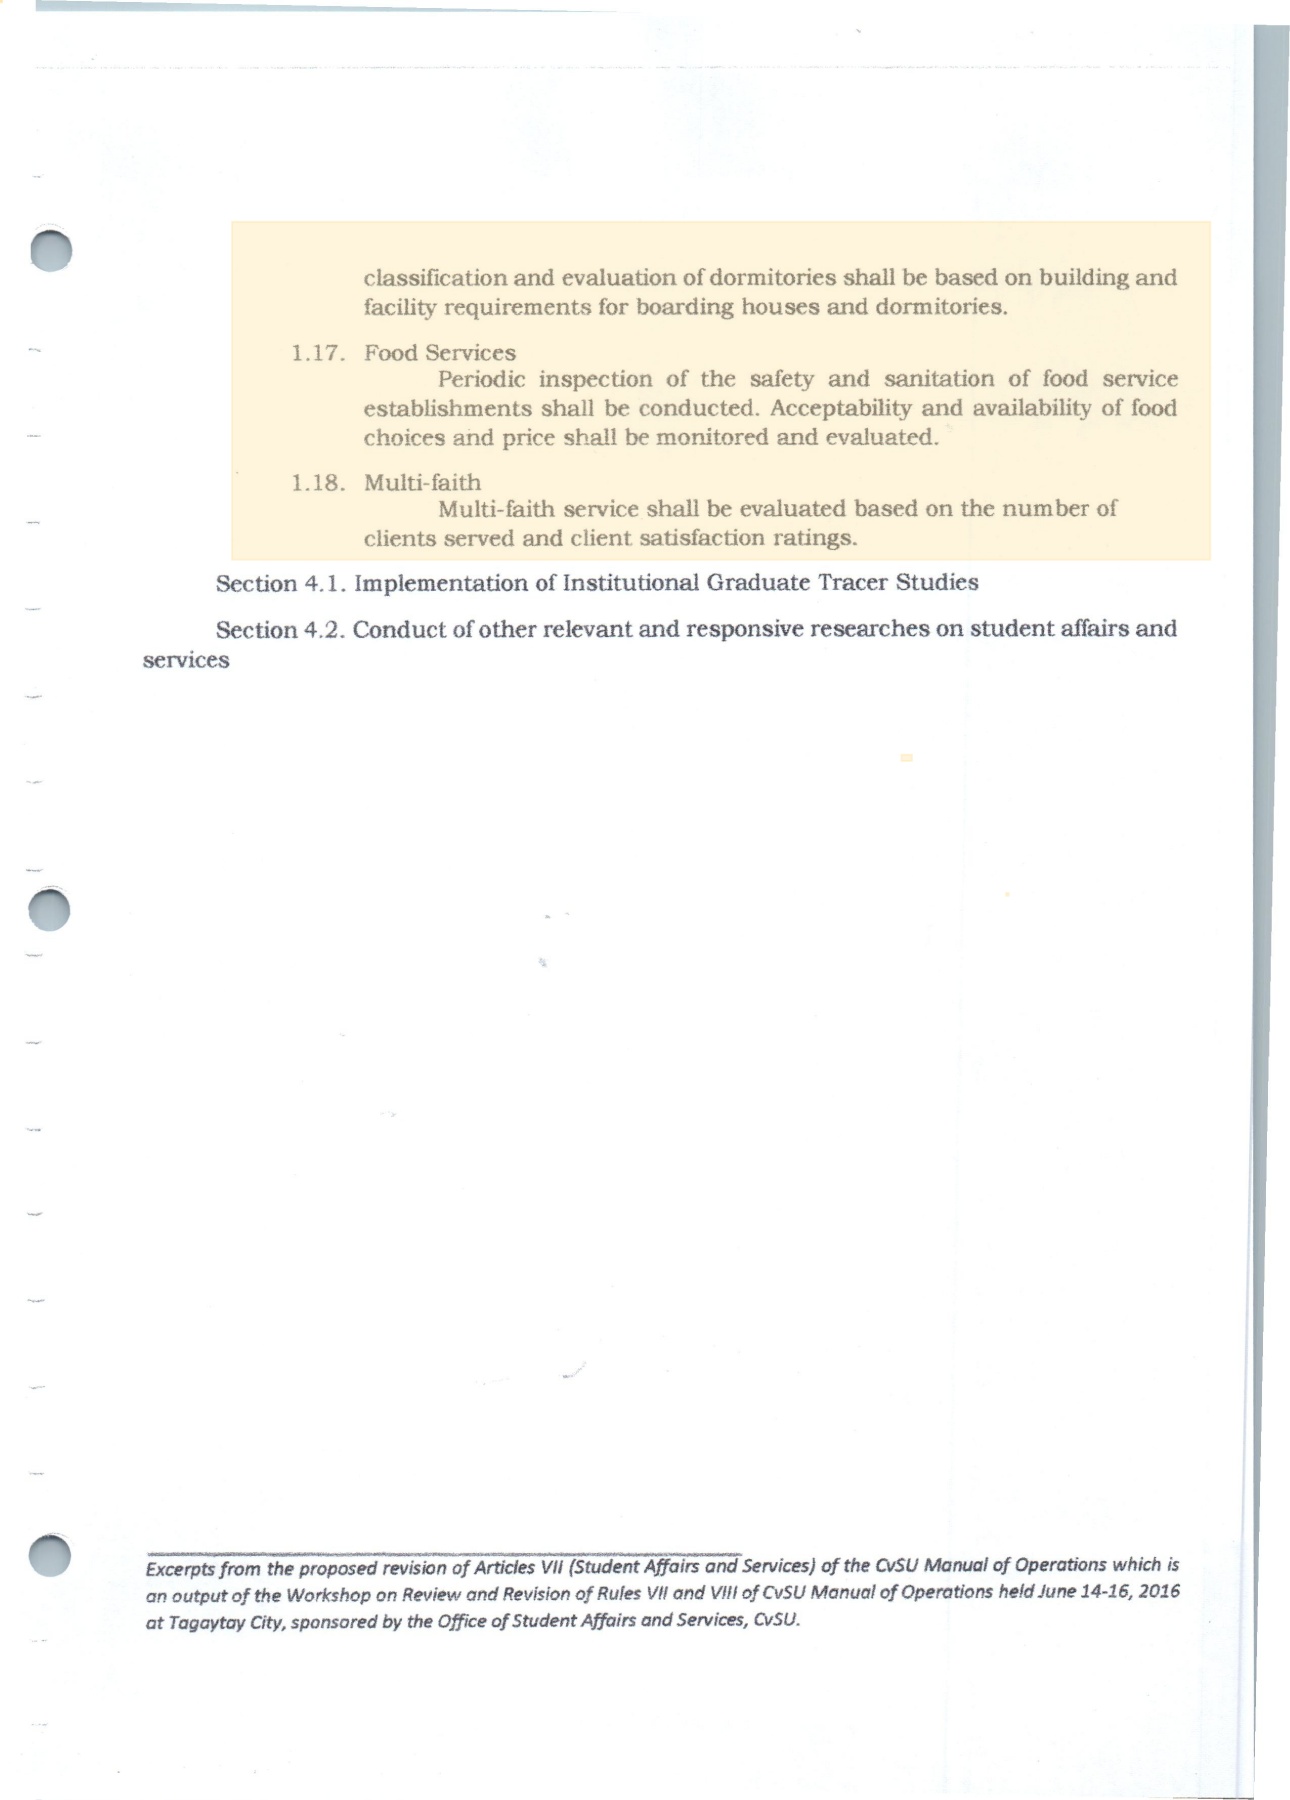 classification and evaluation of dormitories shall be based on building and
facility requirements for boarding houses and dormitories.
1.17. Food Services
Periodic inspection of the safety and sanitation of food service
establishments shall be conducted. Acceptability and availability of food
choices and price shall be monitored and evaluated.
1.18. Multi-faith
Multi-faith service shall be evaluated based on the number of
clients served and client satisfaction ratings.
Section 4.1. Implementation of Institutional Graduate Tracer Studies
Section 4.2. Conduct of other relevant and responsive researches on student affairs and
services
Excerpts from the proposed revision of Articles VII (Student Affairs and Services) of the CvSU Manual of Operations which is
an output of the Workshop on Review and Revision of Rules VII and VIII of CvSU Manual of Operations held June 14-16, 2016
at Tagaytay City, sponsored by the Office of Student Affairs and Services, CvSU.